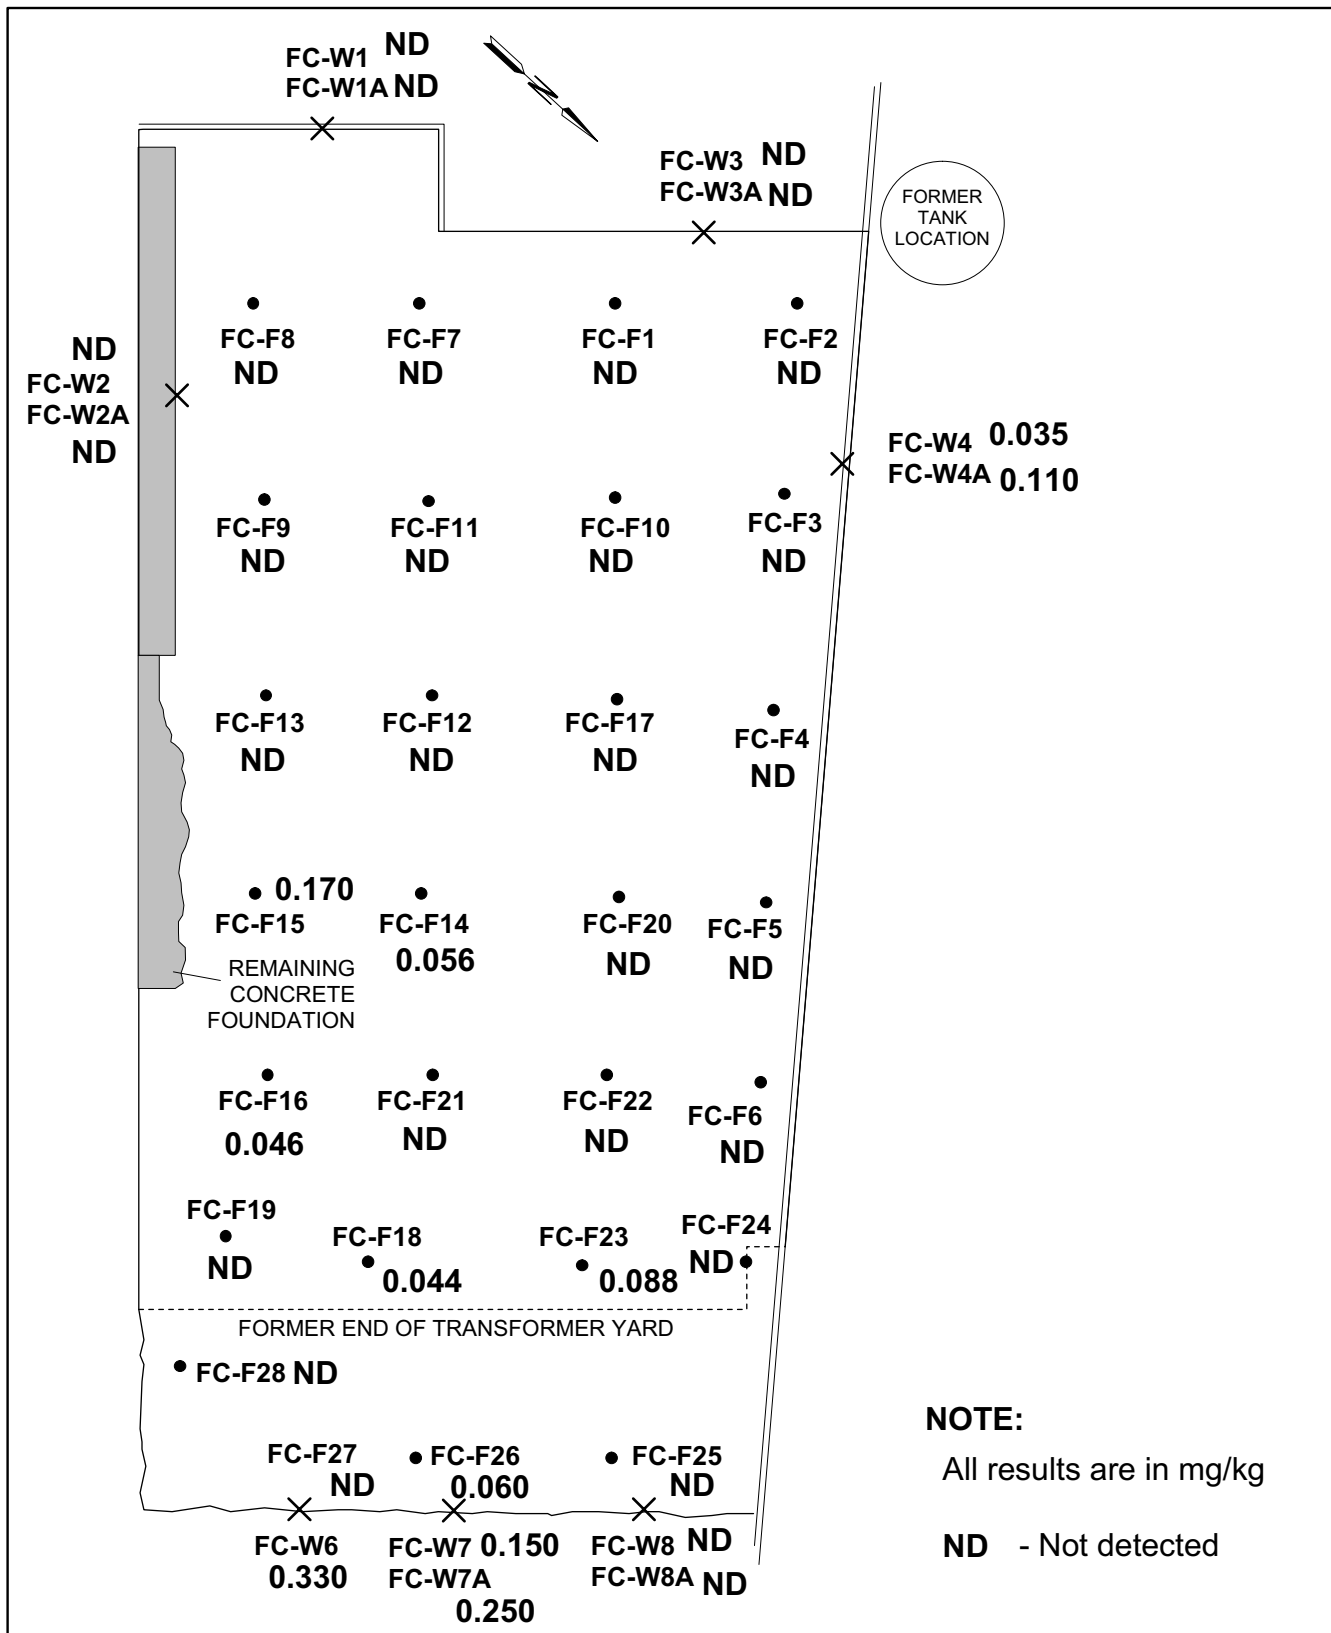 FC-W1 ND
FC-W1A ND
N
FC-W3 ND
FC-W3A ND
FORMER
TANK
LOCATION
FC-F8
ND
FC-F7
ND
FC-F1
ND
FC-F2
ND
ND
FC-W2
FC-W2A
ND
FC-W4 0.035
FC-W4A 0.110
FC-F9
ND
FC-F11
ND
FC-F10
ND
FC-F3
ND
FC-F13
ND
FC-F12
ND
FC-F17
ND
FC-F4
ND
0.170
FC-F15
FC-F14
0.056
FC-F20
ND
FC-F5
ND
REMAINING
CONCRETE
FOUNDATION
FC-F16
0.046
FC-F21
ND
FC-F22
ND
FC-F6
ND
FC-F19
ND
FC-F18
0.044
FC-F23
0.088
FC-F24
ND
FORMER END OF TRANSFORMER YARD
FC-F28 ND
FC-F27
ND
FC-F26
0.060
FC-F25
ND
FC-W6
0.330
FC-W7 0.150
FC-W7A
0.250
FC-W8 ND
FC-W8A ND
NOTE:
All results are in mg/kg
ND - Not detected